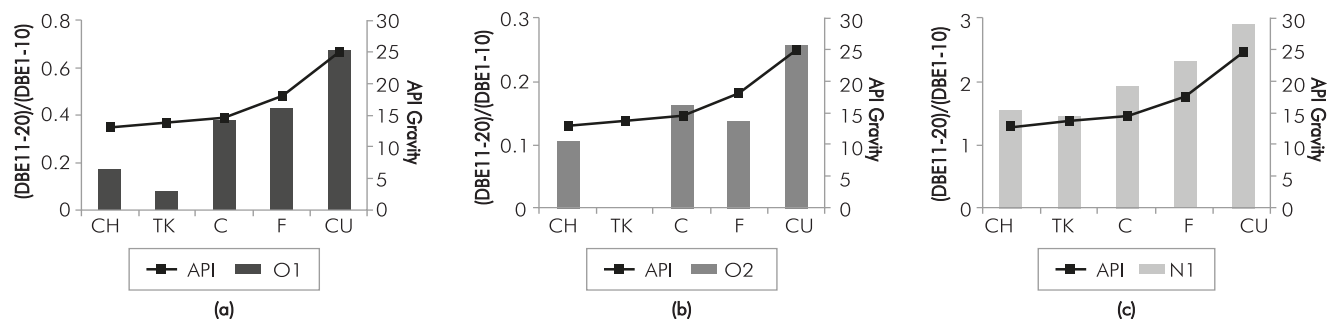 (DBE11-20)/(DBE1-10)
0.8
0.6
0.4
0.2
0
30
25
20
15
10
5
0
API Gravity
CH TK C F CU
API O1
(a)
(DBE11-20)/(DBE1-10)
0.3
0.2
0.1
0
30
25
20
15
10
5
0
API Gravity
CH TK C F CU
API O2
(b)
(DBE11-20)/(DBE1-10)
3
2
1
0
30
25
20
15
10
5
0
API Gravity
CH TK C F CU
API N1
(c)